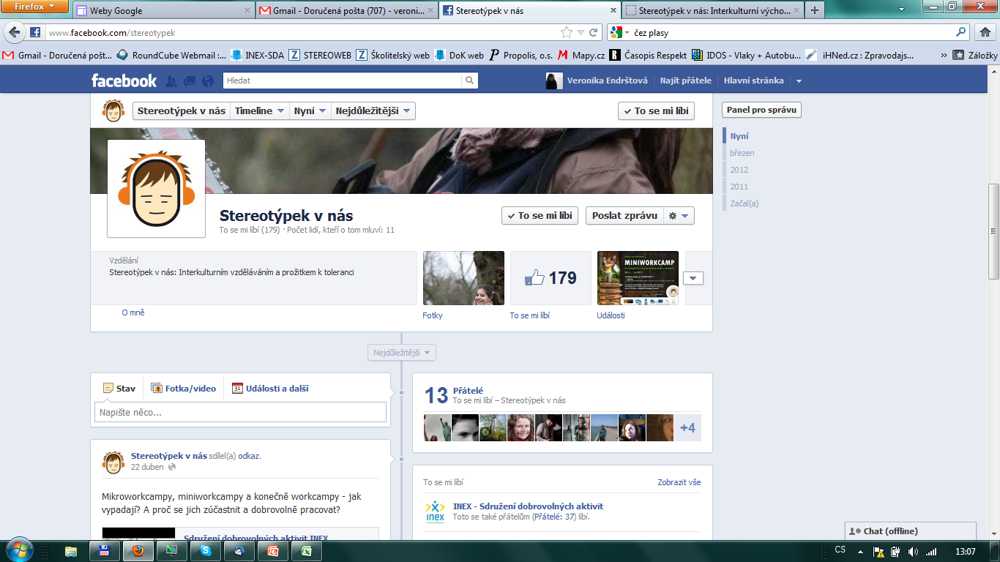 Firefox
Weby Google
Gmail - Doručená pošta (707) - veroni...
Stereotýpek v nás
Stereotýpek v nás: Interkulturní výcho...
www.facebook.com/stereotypek
čez plasy
Gmail - Doručená pošt...
RoundCube Webmail :...
INEX-SDA
STEREOWEB
Školitelský web
DoK web
Propolis, o.s.
Mapy.cz
Časopis Respekt
IDOS - Vlaky + Autobu...
iHNed.cz : Zpravodajs...
»
Záložky
facebook
Hledat
Veronika Endrštová
Najít přátele
Hlavní stránka
Stereotýpek v nás
Timeline
Nyní
Nejdůležitější
To se mi líbí
Panel pro správu
Nyní
březen
2012
2011
Začal(a)
Stereotýpek v nás
To se mi líbí (179) · Počet lidí, kteří o tom mluví: 11
To se mi líbí
Poslat zprávu
Vzdělání
Stereotýpek v nás: Interkulturním vzděláváním a prožitkem k toleranci
O mně
179
MINIWORKCAMP
Fotky
To se mi líbí
Události
Nejdůležitější
Stav
Fotka/video
31
Události a další
Napište něco...
13
Přátelé
To se mi líbí – Stereotýpek v nás
+4
Stereotýpek v nás sdílel(a) odkaz.
22 duben
Mikroworkcampy, miniworkcampy a konečně workcampy - jak
vypadají? A proč se jich zúčastnit a dobrovolně pracovat?
Sdružení dobrovolných aktivit INEX
To se mi líbí
Zobrazit vše
inex
INEX - Sdružení dobrovolných aktivit
Toto se také přátelům (Přátelé: 37) líbí.
Chat (offline)
CS
13:07